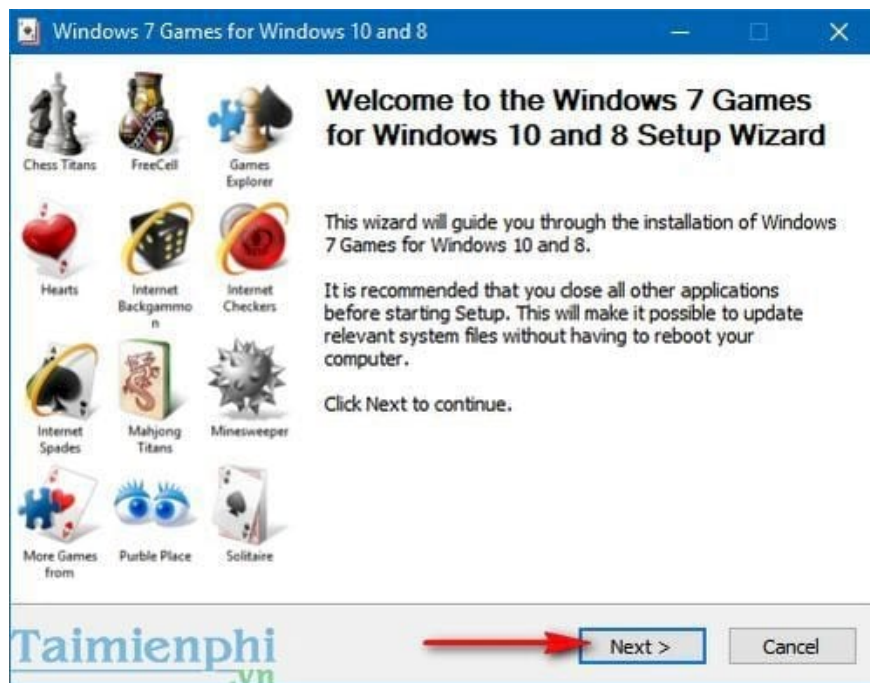 Windows 7 Games for Windows 10 and 8
Welcome to the Windows 7 Games
for Windows 10 and 8 Setup Wizard
Chess Titans
FreeCell
Games
Explorer
This wizard will guide you through the installation of Windows
7 Games for Windows 10 and 8.
Hearts
Internet
Backgammo
n
Internet
Checkers
It is recommended that you close all other applications
before starting Setup. This will make it possible to update
relevant system files without having to reboot your
computer.
Click Next to continue.
Internet
Spades
Mahjong
Titans
Minesweeper
More Games
from
Purble Place
Solitaire
Taimienphi
.vn
Next >
Cancel